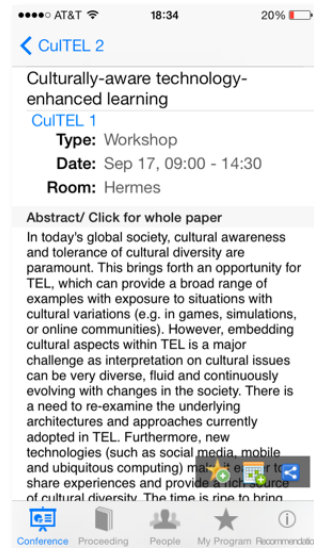 AT&T 18:34 20%
CulTEL 2
Culturally-aware technology-
enhanced learning
CulTEL 1
Type: Workshop
Date: Sep 17, 09:00 - 14:30
Room: Hermes
Abstract/ Click for whole paper
In today's global society, cultural awareness
and tolerance of cultural diversity are
paramount. This brings forth an opportunity for
TEL, which can provide a broad range of
examples with exposure to situations with
cultural variations (e.g. in games, simulations,
or online communities). However, embedding
cultural aspects within TEL is a major
challenge as interpretation on cultural issues
can be very diverse, fluid and continuously
evolving with changes in the society. There is
a need to re-examine the underlying
architectures and approaches currently
adopted in TEL. Furthermore, new
technologies (such as social media, mobile
and ubiquitous computing) to
share experiences and provide a
of cultural diversity. The time is ripe to bring
Conference Proceeding People My Program Recommendatio